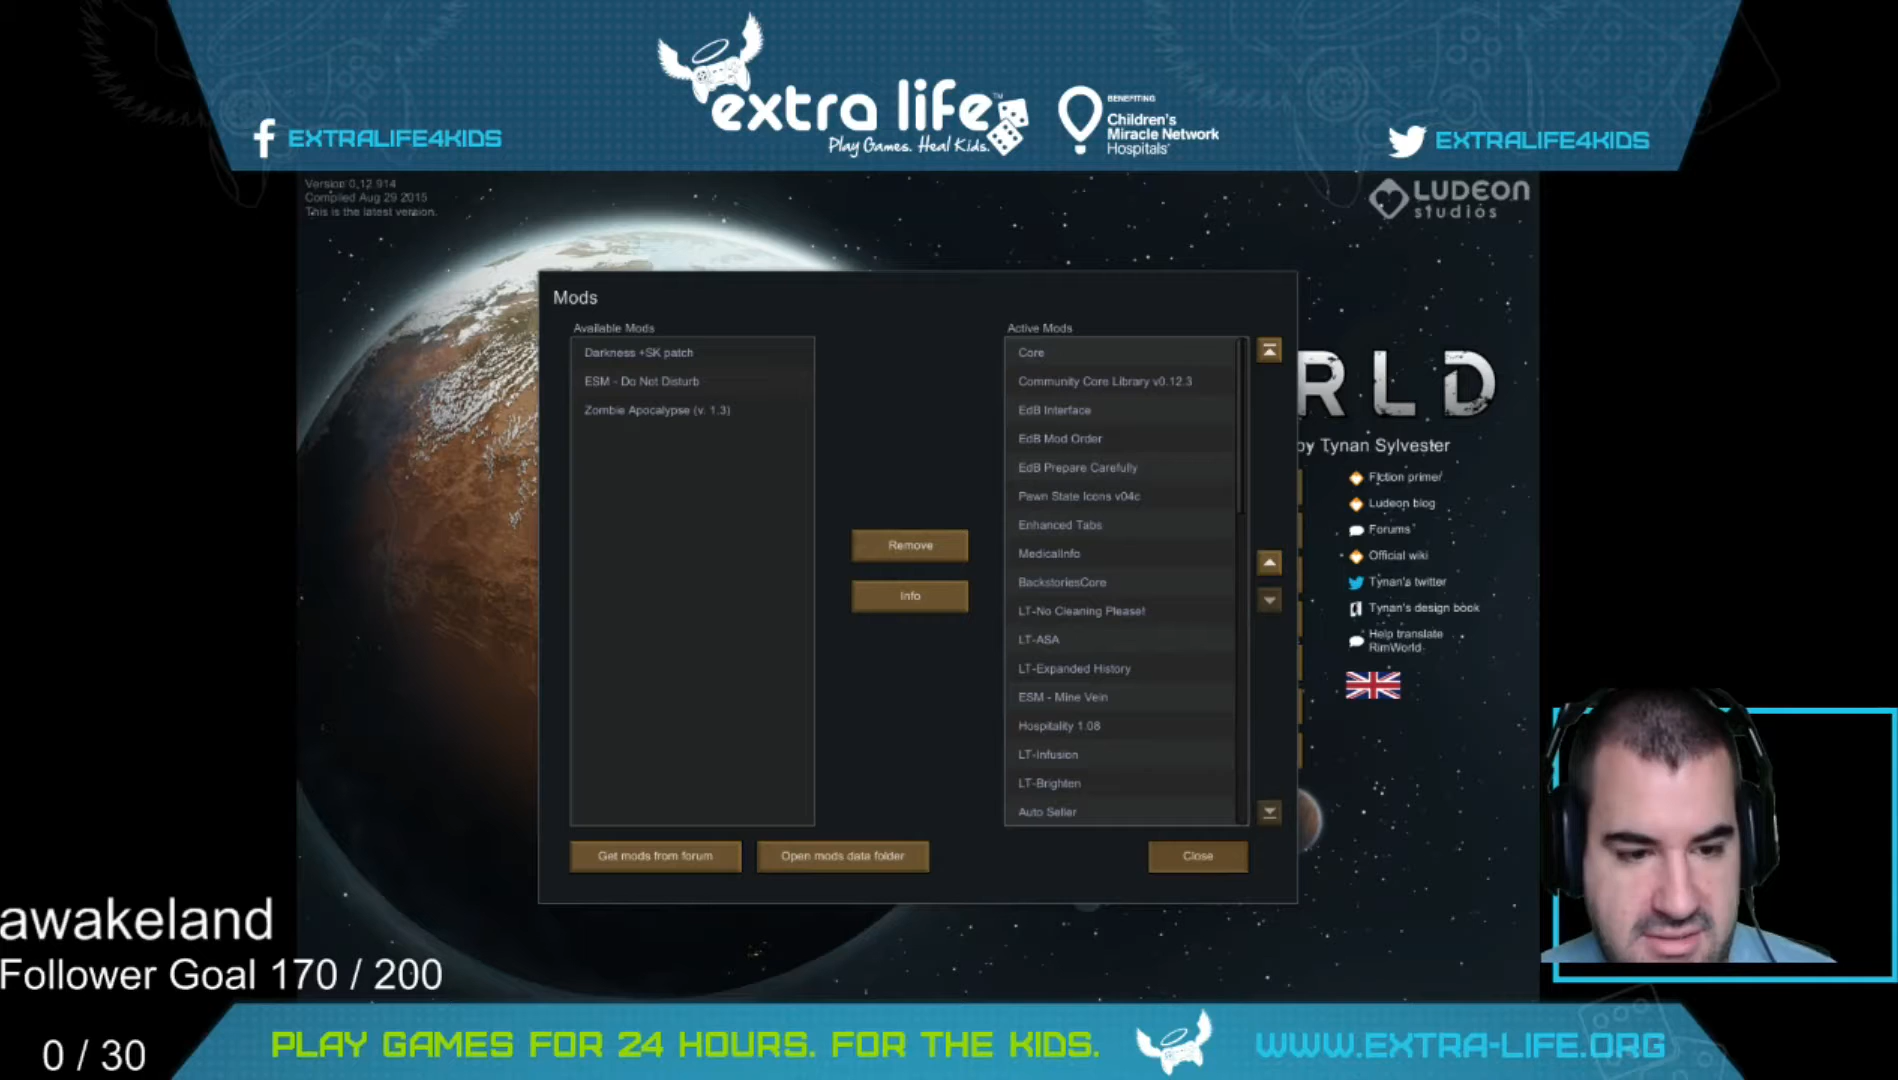 extra life™
Play Games. Heal Kids.
BENEFITING
Children's
Miracle Network
Hospitals
EXTRALIFE4KIDS
EXTRALIFE4KIDS
Version 0.12.914
Compiled Aug 29 2015
This is the latest version.
LUDEON
studios
Mods
Available Mods
Darkness +SK patch
ESM - Do Not Disturb
Zombie Apocalypse (v. 1.3)
Remove
Info
Active Mods
Core
Community Core Library v0.12.3
EdB Interface
EdB Mod Order
EdB Prepare Carefully
Pawn State Icons v04c
Enhanced Tabs
MedicalInfo
BackstoriesCore
LT-No Cleaning Please!
LT-ASA
LT-Expanded History
ESM - Mine Vein
Hospitality 1.08
LT-Infusion
LT-Brighten
Auto Seller
Get mods from forum
Open mods data folder
Close
RLD
by Tynan Sylvester
Fiction primer
Ludeon blog
Forums
Official wiki
Tynan's twitter
Tynan's design book
Help translate
RimWorld
awakeland
Follower Goal 170 / 200
0 / 30
PLAY GAMES FOR 24 HOURS. FOR THE KIDS.
WWW.EXTRA-LIFE.ORG